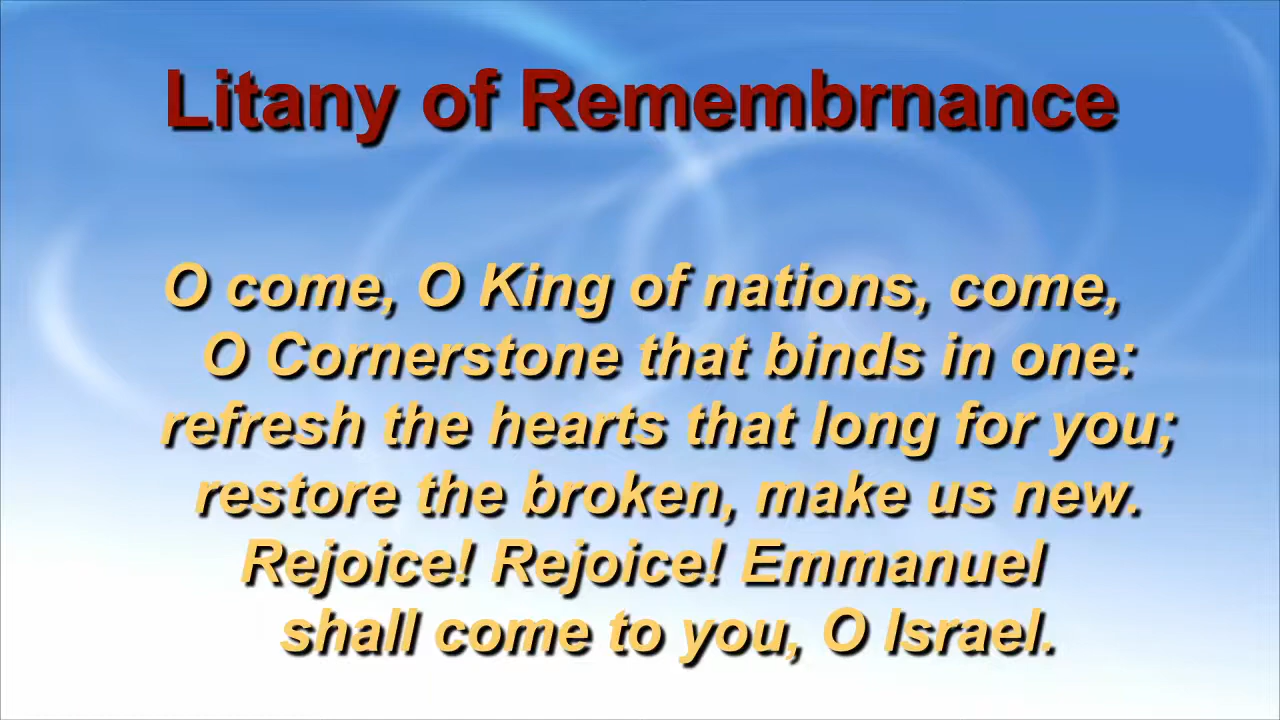 Litany of Remembrnance
O come, O King of nations, come,
O Cornerstone that binds in one:
refresh the hearts that long for you;
restore the broken, make us new.
Rejoice! Rejoice! Emmanuel
shall come to you, O Israel.